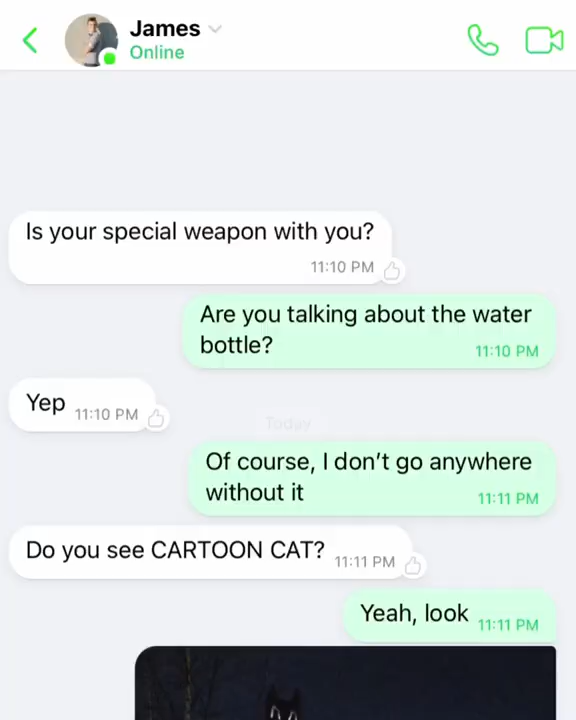 James
Online
Is your special weapon with you?
11:10 PM
Are you talking about the water
bottle?
11:10 PM
Yep 11:10 PM
Today
Of course, I don't go anywhere
without it
11:11 PM
Do you see CARTOON CAT? 11:11 PM
Yeah, look 11:11 PM